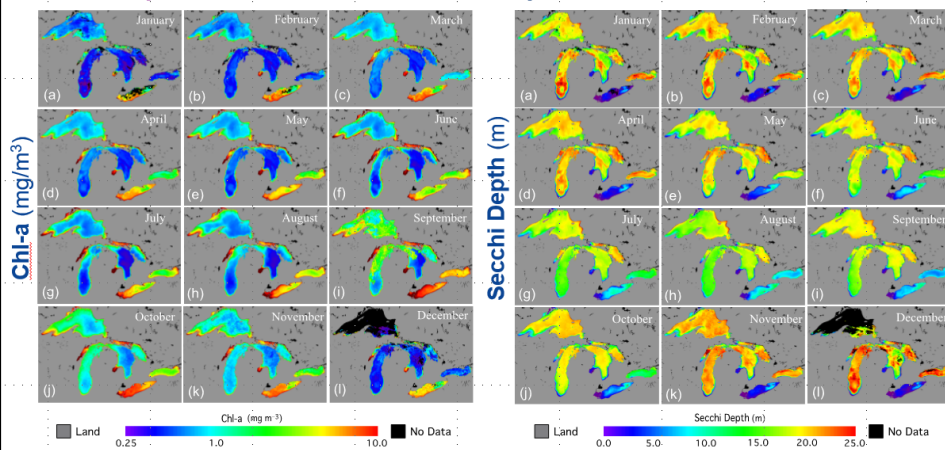 Chl-a (mg/m³)
January
(a)
February
(b)
March
(c)
April
(d)
May
(e)
June
(f)
July
(g)
August
(h)
September
(i)
October
(j)
November
(k)
December
(l)
Land
Chl-a (mg m⁻³)
0.25
1.0
10.0
No Data
Secchi Depth (m)
January
(a)
February
(b)
March
(c)
April
(d)
May
(e)
June
(f)
July
(g)
August
(h)
September
(i)
October
(j)
November
(k)
December
(l)
Land
Secchi Depth (m)
0.0
5.0
10.0
15.0
20.0
25.0
No Data